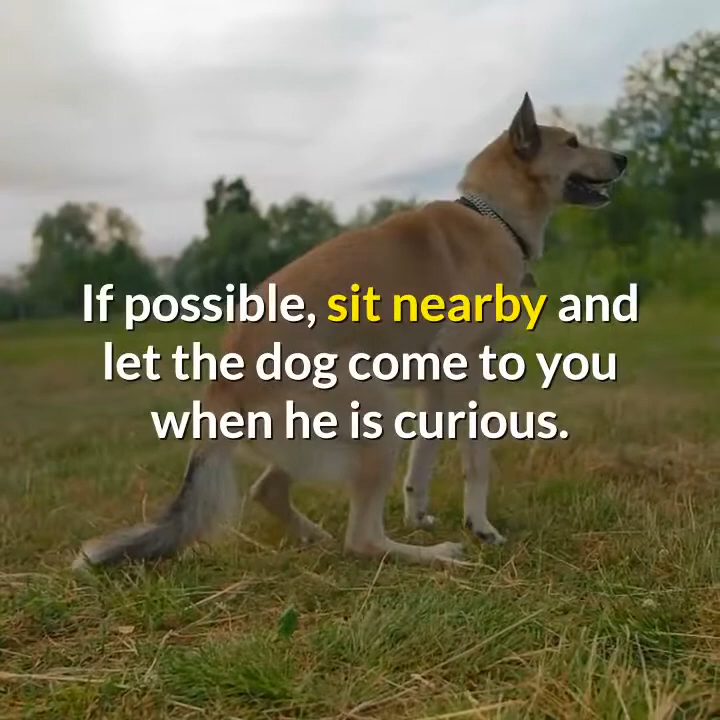 If possible, sit nearby and
let the dog come to you
when he is curious.